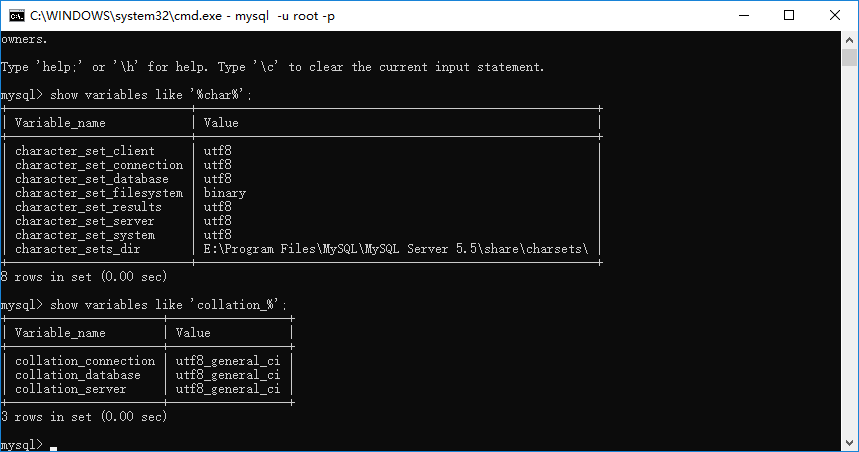 C:\WINDOWS\system32\cmd.exe - mysql  -u root -p
owners.
Type 'help;' or '\h' for help. Type '\c' to clear the current input statement.
mysql> show variables like '%char%';
+--------------------------+---------------------------------------------------------+
| Variable_name            | Value                                                   |
+--------------------------+---------------------------------------------------------+
| character_set_client     | utf8                                                    |
| character_set_connection | utf8                                                    |
| character_set_database   | utf8                                                    |
| character_set_filesystem | binary                                                  |
| character_set_results    | utf8                                                    |
| character_set_server     | utf8                                                    |
| character_set_system     | utf8                                                    |
| character_sets_dir       | E:\Program Files\MySQL\MySQL Server 5.5\share\charsets\ |
+--------------------------+---------------------------------------------------------+
8 rows in set (0.00 sec)
mysql> show variables like 'collation_%';
+----------------------+-----------------+
| Variable_name        | Value           |
+----------------------+-----------------+
| collation_connection | utf8_general_ci |
| collation_database   | utf8_general_ci |
| collation_server     | utf8_general_ci |
+----------------------+-----------------+
3 rows in set (0.00 sec)
mysql>